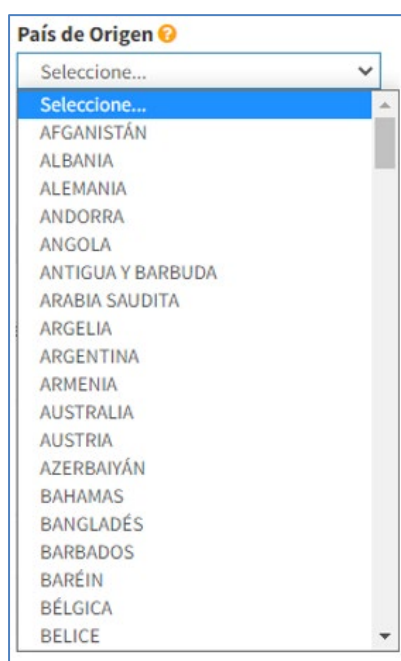 País de Origen ?
Seleccione...
Seleccione...
AFGANISTÁN
ALBANIA
ALEMANIA
ANDORRA
ANGOLA
ANTIGUA Y BARBUDA
ARABIA SAUDITA
ARGELIA
ARGENTINA
ARMENIA
AUSTRALIA
AUSTRIA
AZERBAIYÁN
BAHAMAS
BANGLADÉS
BARBADOS
BARÉIN
BÉLGICA
BELICE